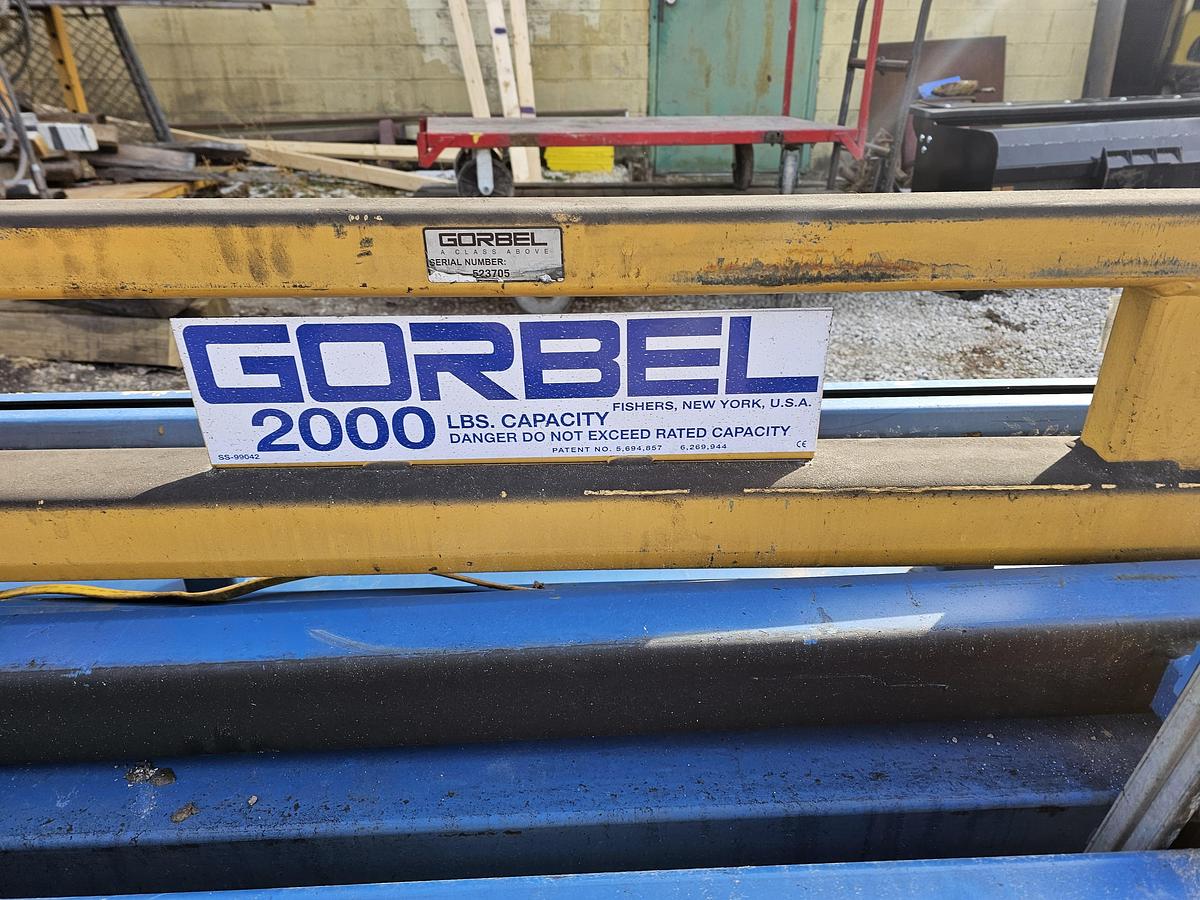 GORBEL
A CLASS ABOVE
SERIAL NUMBER:
523705
GORBEL
FISHERS, NEW YORK, U.S.A.
2000 LBS. CAPACITY
DANGER DO NOT EXCEED RATED CAPACITY
PATENT NO. 5,694,857 6,269,944
SS-99042
CE